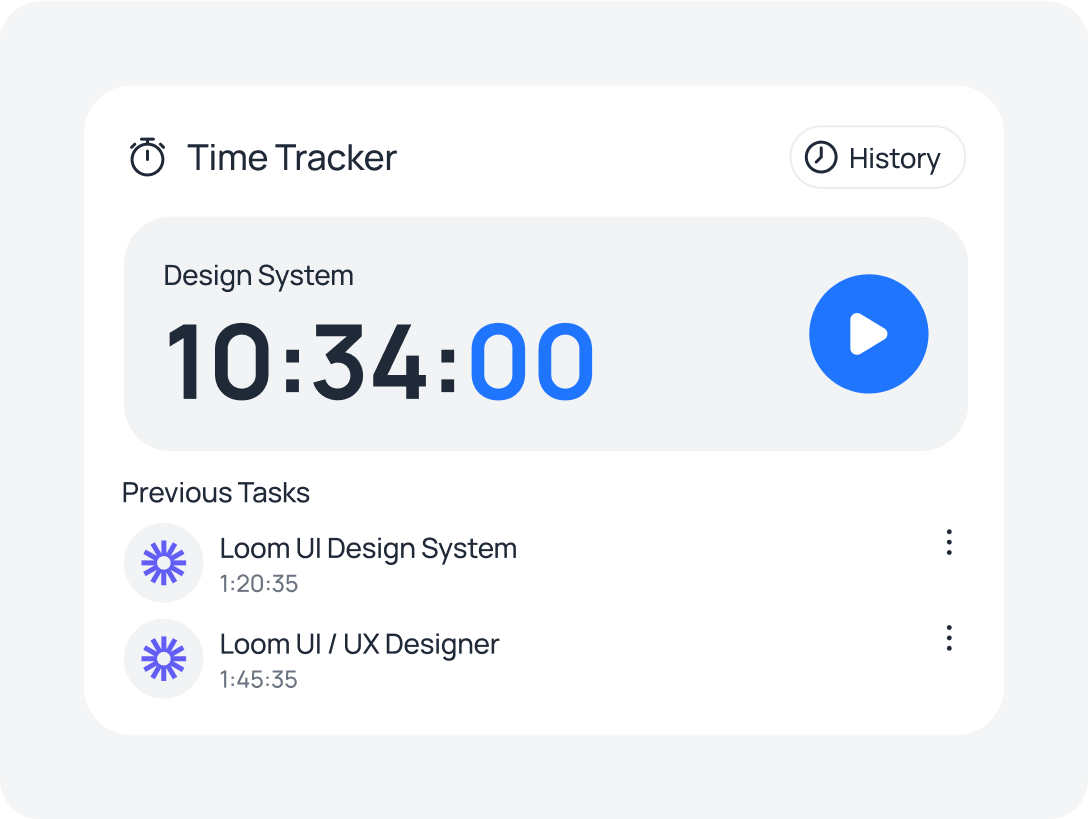 Time Tracker
History
Design System
10:34:00
Previous Tasks
Loom UI Design System
1:20:35
Loom UI / UX Designer
1:45:35